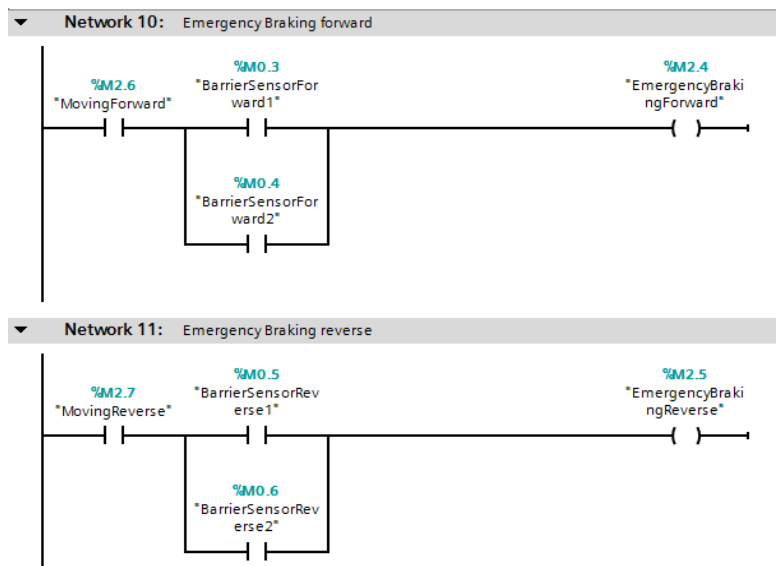 Network 10: Emergency Braking forward
%M0.3
"BarrierSensorFor
ward1"
%M2.6
"MovingForward"
%M2.4
"EmergencyBraki
ngForward"
%M0.4
"BarrierSensorFor
ward2"
Network 11: Emergency Braking reverse
%M0.5
"BarrierSensorRev
erse1"
%M2.7
"MovingReverse"
%M2.5
"EmergencyBraki
ngReverse"
%M0.6
"BarrierSensorRev
erse2"